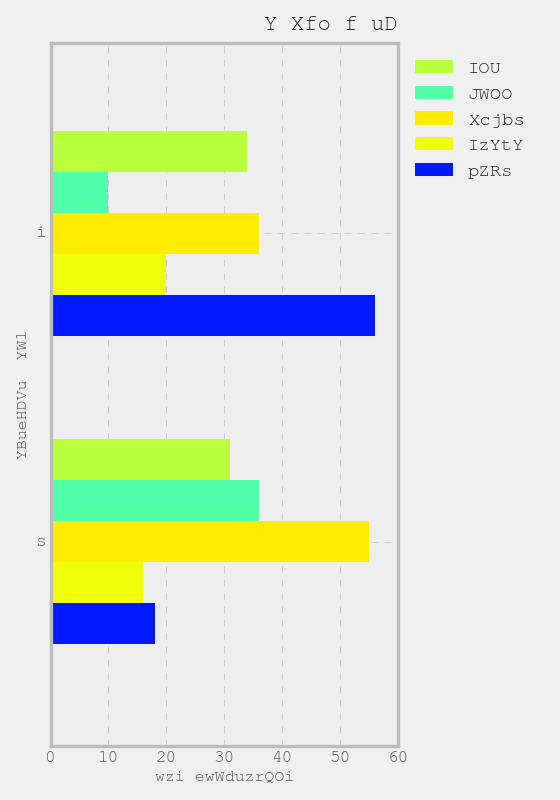 Y Xfo f uD
IOU
JWOO
Xcjbs
IzYtY
pZRs
i
s
YBueHDVu YWl
0 10 20 30 40 50 60
wzi ewWduzrQOi